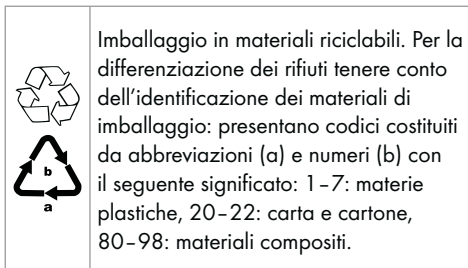 Imballaggio in materiali riciclabili. Per la
differenziazione dei rifiuti tenere conto
dell’identificazione dei materiali di
imballaggio: presentano codici costituiti
da abbreviazioni (a) e numeri (b) con
il seguente significato: 1–7: materie
plastiche, 20–22: carta e cartone,
80–98: materiali compositi.
b
a